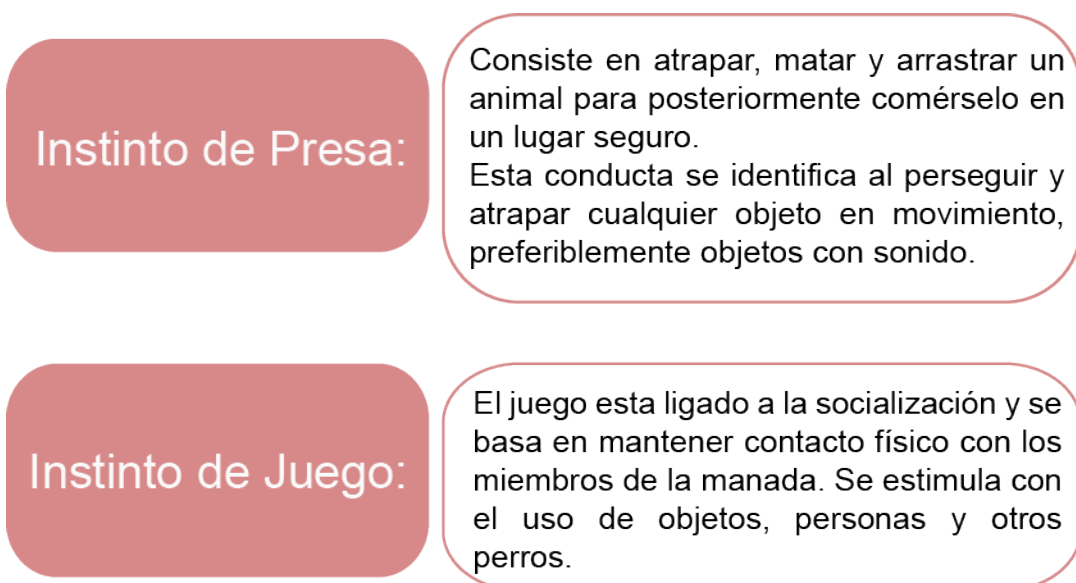 Instinto de Presa:
Consiste en atrapar, matar y arrastrar un
animal para posteriormente comérselo en
un lugar seguro.
Esta conducta se identifica al perseguir y
atrapar cualquier objeto en movimiento,
preferiblemente objetos con sonido.
Instinto de Juego:
El juego esta ligado a la socialización y se
basa en mantener contacto físico con los
miembros de la manada. Se estimula con
el uso de objetos, personas y otros
perros.